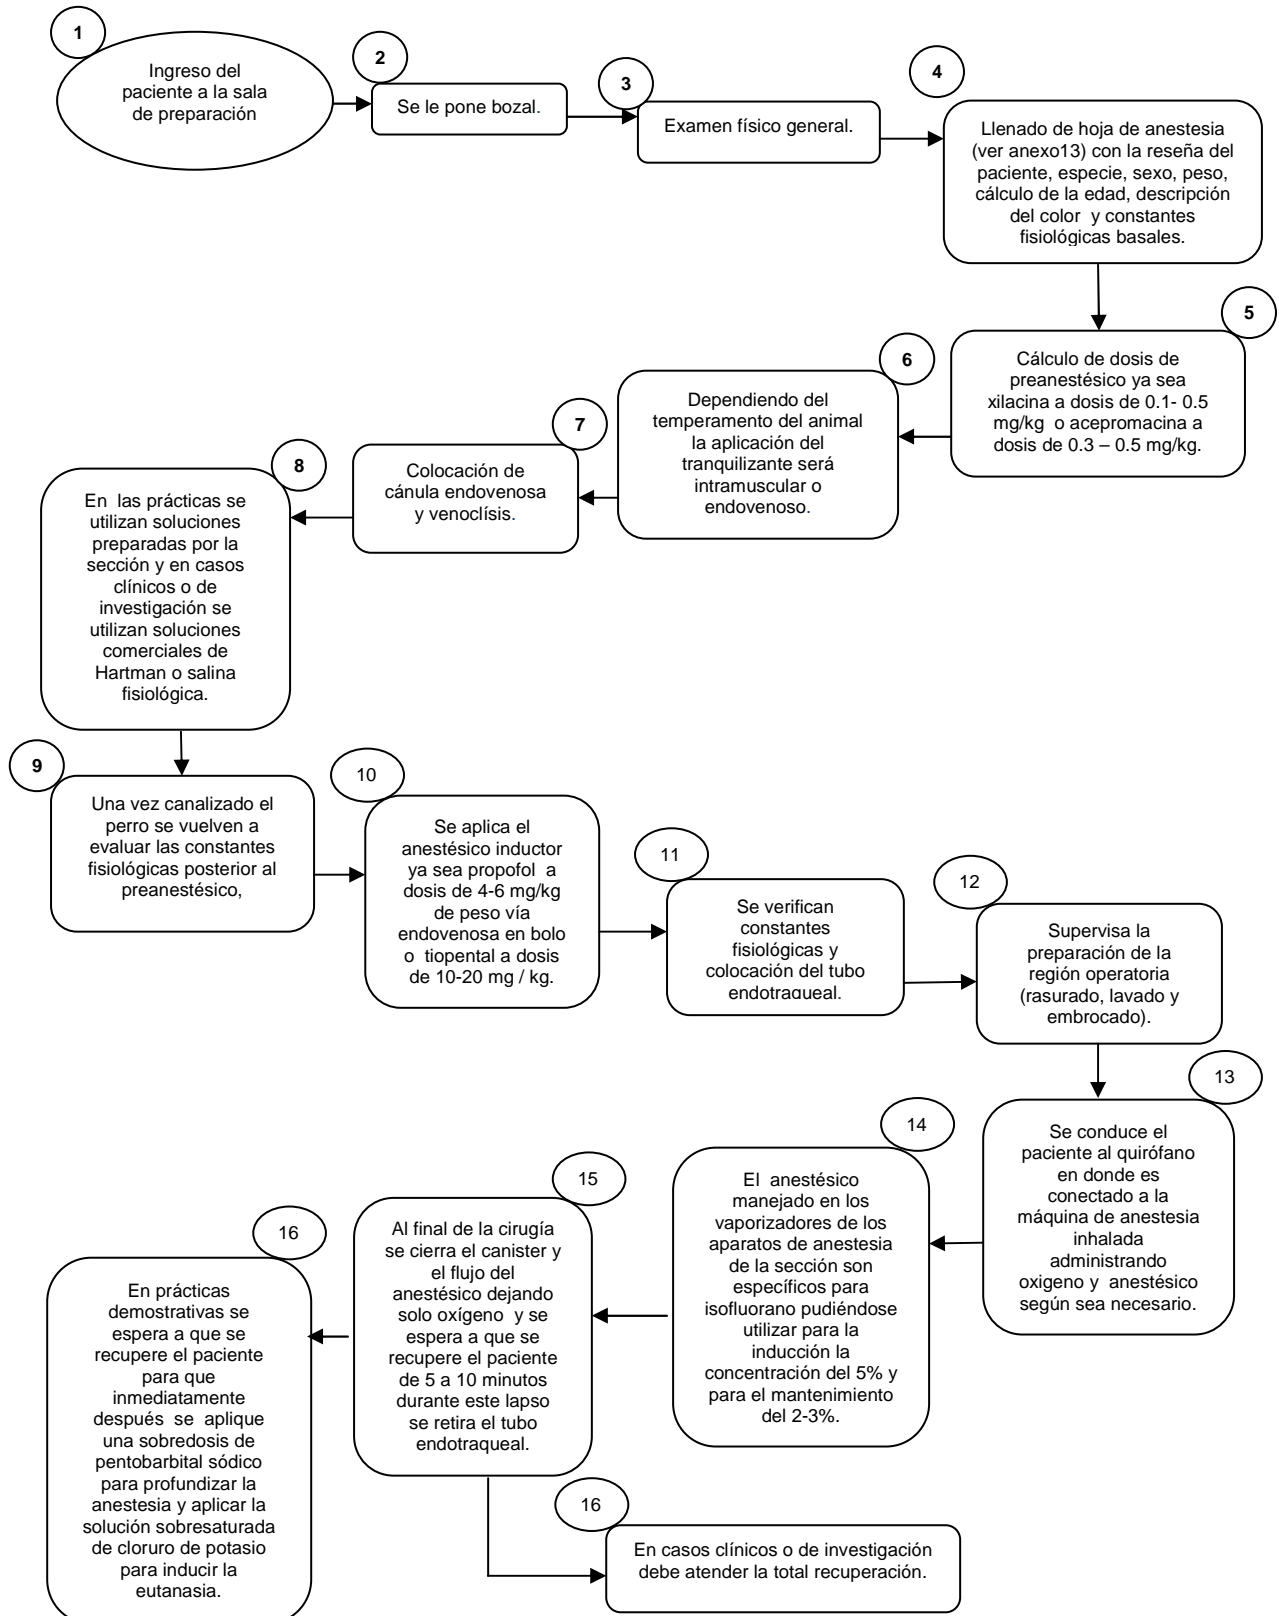 1
Ingreso del
paciente a la sala
de preparación
2
Se le pone bozal.
3
Examen físico general.
4
Llenado de hoja de anestesia
(ver anexo13) con la reseña del
paciente, especie, sexo, peso,
cálculo de la edad, descripción
del color y constantes
fisiológicas basales.
5
Cálculo de dosis de
preanestésico ya sea
xilacina a dosis de 0.1- 0.5
mg/kg o acepromacina a
dosis de 0.3 – 0.5 mg/kg.
6
Dependiendo del
temperamento del animal
la aplicación del
tranquilizante será
intramuscular o
endovenoso.
7
Colocación de
cánula endovenosa
y venoclísis.
8
En las prácticas se
utilizan soluciones
preparadas por la
sección y en casos
clínicos o de
investigación se
utilizan soluciones
comerciales de
Hartman o salina
fisiológica.
9
Una vez canalizado el
perro se vuelven a
evaluar las constantes
fisiológicas posterior al
preanestésico,
10
Se aplica el
anestésico inductor
ya sea propofol a
dosis de 4-6 mg/kg
de peso vía
endovenosa en bolo
o tiopental a dosis
de 10-20 mg / kg.
11
Se verifican
constantes
fisiológicas y
colocación del tubo
endotraqueal.
12
Supervisa la
preparación de la
región operatoria
(rasurado, lavado y
embrocado).
13
Se conduce el
paciente al quirófano
en donde es
conectado a la
máquina de anestesia
inhalada
administrando
oxigeno y anestésico
según sea necesario.
14
El anestésico
manejado en los
vaporizadores de los
aparatos de anestesia
de la sección son
específicos para
isofluorano pudiéndose
utilizar para la
inducción la
concentración del 5% y
para el mantenimiento
del 2-3%.
15
Al final de la cirugía
se cierra el canister y
el flujo del
anestésico dejando
solo oxígeno y se
espera a que se
recupere el paciente
de 5 a 10 minutos
durante este lapso
se retira el tubo
endotraqueal.
16
En prácticas
demostrativas se
espera a que se
recupere el paciente
para que
inmediatamente
después se aplique
una sobredosis de
pentobarbital sódico
para profundizar la
anestesia y aplicar la
solución sobresaturada
de cloruro de potasio
para inducir la
eutanasia.
16
En casos clínicos o de investigación
debe atender la total recuperación.